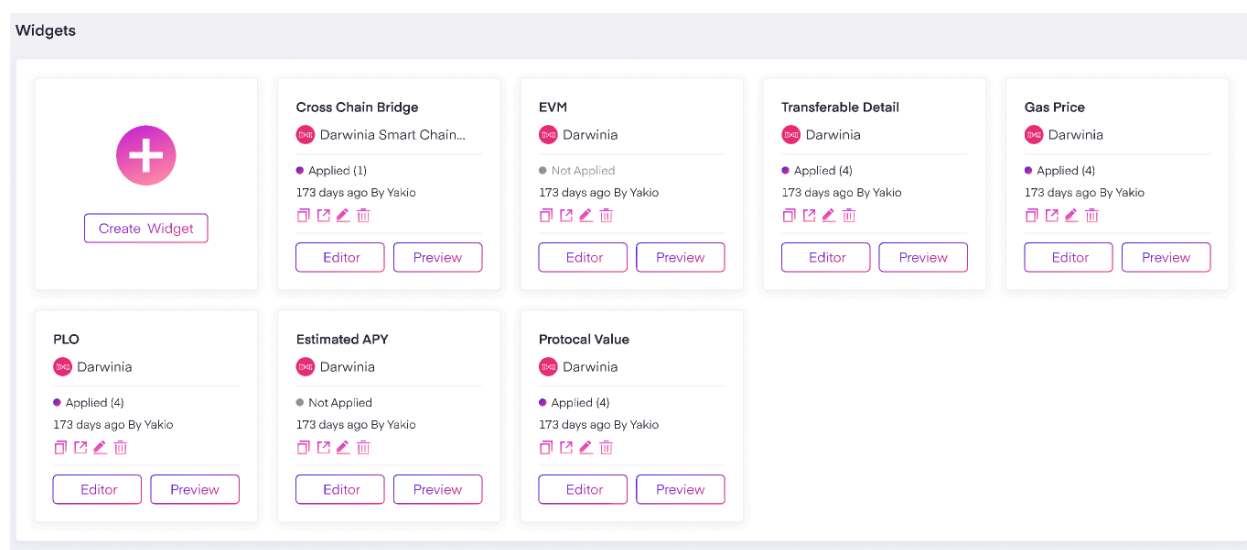 Widgets
Create Widget
Cross Chain Bridge
Darwinia Smart Chain...
Applied (1)
173 days ago By Yakio
Editor
Preview
EVM
Darwinia
Not Applied
173 days ago By Yakio
Editor
Preview
Transferable Detail
Darwinia
Applied (4)
173 days ago By Yakio
Editor
Preview
Gas Price
Darwinia
Applied (4)
173 days ago By Yakio
Editor
Preview
PLO
Darwinia
Applied (4)
173 days ago By Yakio
Editor
Preview
Estimated APY
Darwinia
Not Applied
173 days ago By Yakio
Editor
Preview
Protocal Value
Darwinia
Applied (4)
173 days ago By Yakio
Editor
Preview